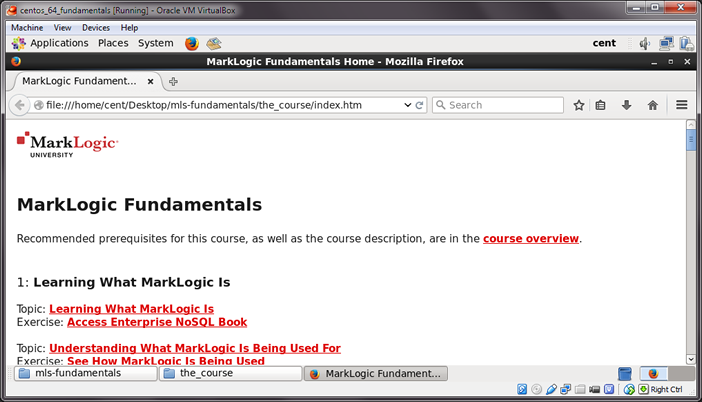 centos_64_fundamentals [Running] - Oracle VM VirtualBox
Machine View Devices Help
Applications Places System cent
MarkLogic Fundamentals Home - Mozilla Firefox
MarkLogic Fundament...
file:///home/cent/Desktop/mls-fundamentals/the_course/index.htm Search
MarkLogic
UNIVERSITY
MarkLogic Fundamentals
Recommended prerequisites for this course, as well as the course description, are in the course overview.
1: Learning What MarkLogic Is
Topic: Learning What MarkLogic Is
Exercise: Access Enterprise NoSQL Book
Topic: Understanding What MarkLogic Is Being Used For
Exercise: See How MarkLogic Is Being Used
mls-fundamentals the_course MarkLogic Fundament...
Right Ctrl